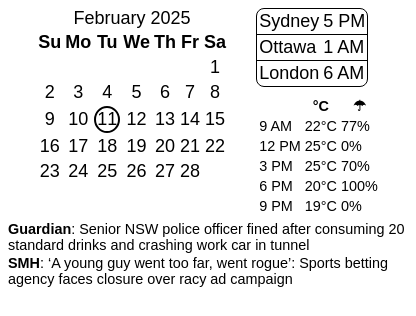 February 2025
Su Mo Tu We Th Fr Sa
1
2 3 4 5 6 7 8
9 10 11 12 13 14 15
16 17 18 19 20 21 22
23 24 25 26 27 28
Sydney 5 PM
Ottawa 1 AM
London 6 AM
°C ☂
9 AM 22°C 77%
12 PM 25°C 0%
3 PM 25°C 70%
6 PM 20°C 100%
9 PM 19°C 0%
Guardian: Senior NSW police officer fined after consuming 20
standard drinks and crashing work car in tunnel
SMH: ‘A young guy went too far, went rogue’: Sports betting
agency faces closure over racy ad campaign